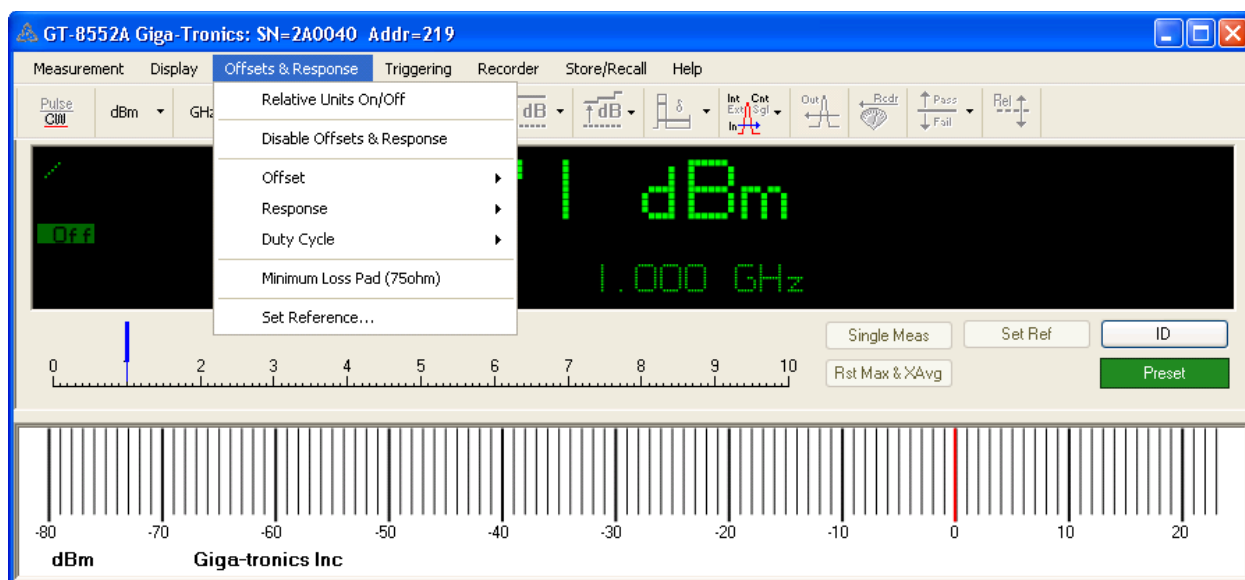 GT-8552A Giga-Tronics: SN=2A0040 Addr=219
Measurement Display Offsets & Response Triggering Recorder Store/Recall Help
Pulse
CW
dBm
dB
dB
δ
Int Cnt
Ext Sgl
In
Out
Rcdr
Pass
Fail
Rel
Relative Units On/Off
Disable Offsets & Response
Offset
Response
Duty Cycle
Minimum Loss Pad (75ohm)
Set Reference...
dBm
Off
1.000 GHz
Single Meas Set Ref ID
0 2 3 4 5 6 7 8 9 10
Rst Max & XAvg Preset
-80 -70 -60 -50 -40 -30 -20 -10 0 10 20
dBm Giga-tronics Inc